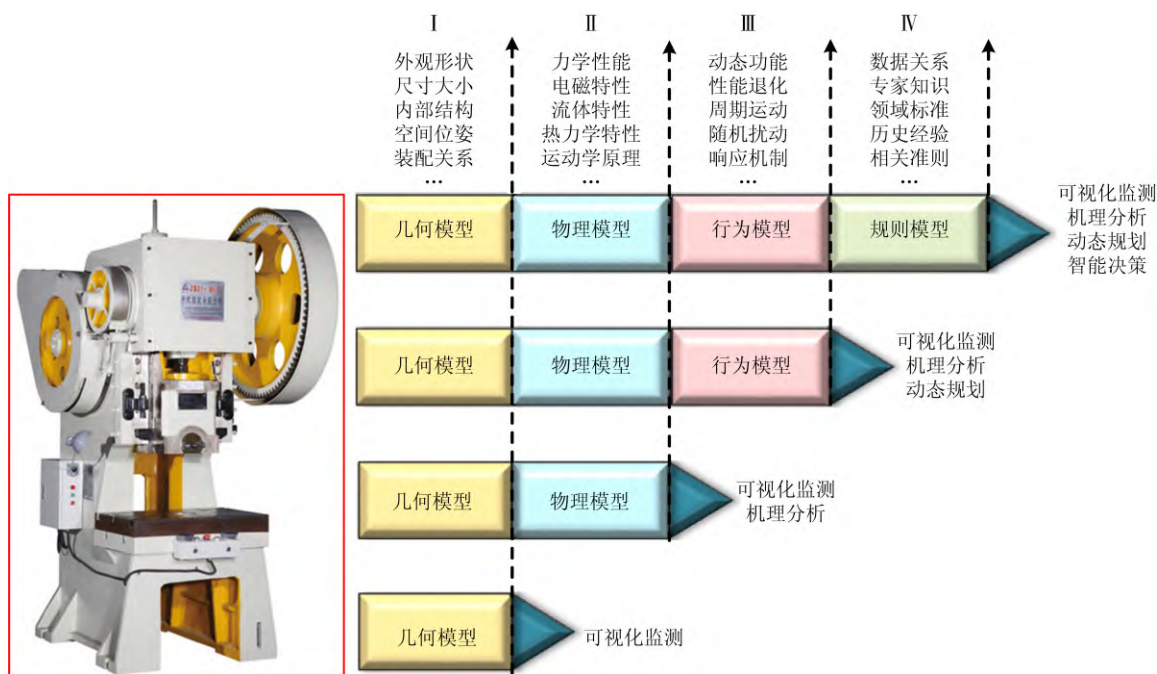 Ⅰ
外观形状
尺寸大小
内部结构
空间位姿
装配关系
…
Ⅱ
力学性能
电磁特性
流体特性
热力学特性
运动学原理
…
Ⅲ
动态功能
性能退化
周期运动
随机扰动
响应机制
…
Ⅳ
数据关系
专家知识
领域标准
历史经验
相关准则
…
几何模型
物理模型
行为模型
规则模型
可视化监测
机理分析
动态规划
智能决策
几何模型
物理模型
行为模型
可视化监测
机理分析
动态规划
几何模型
物理模型
可视化监测
机理分析
几何模型
可视化监测